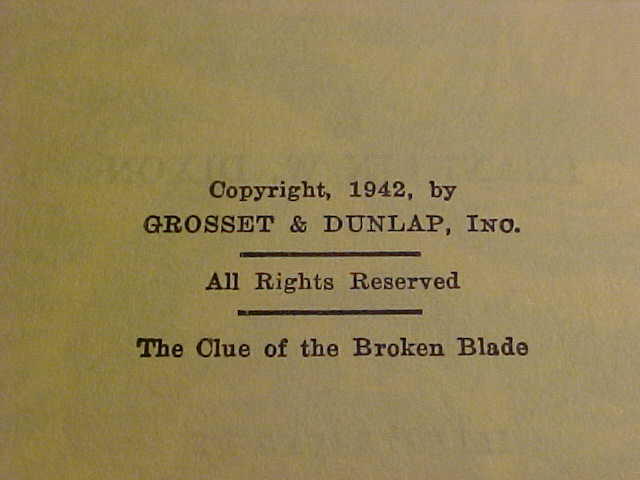 Copyright, 1942, by
GROSSET & DUNLAP, INC.
All Rights Reserved
The Clue of the Broken Blade